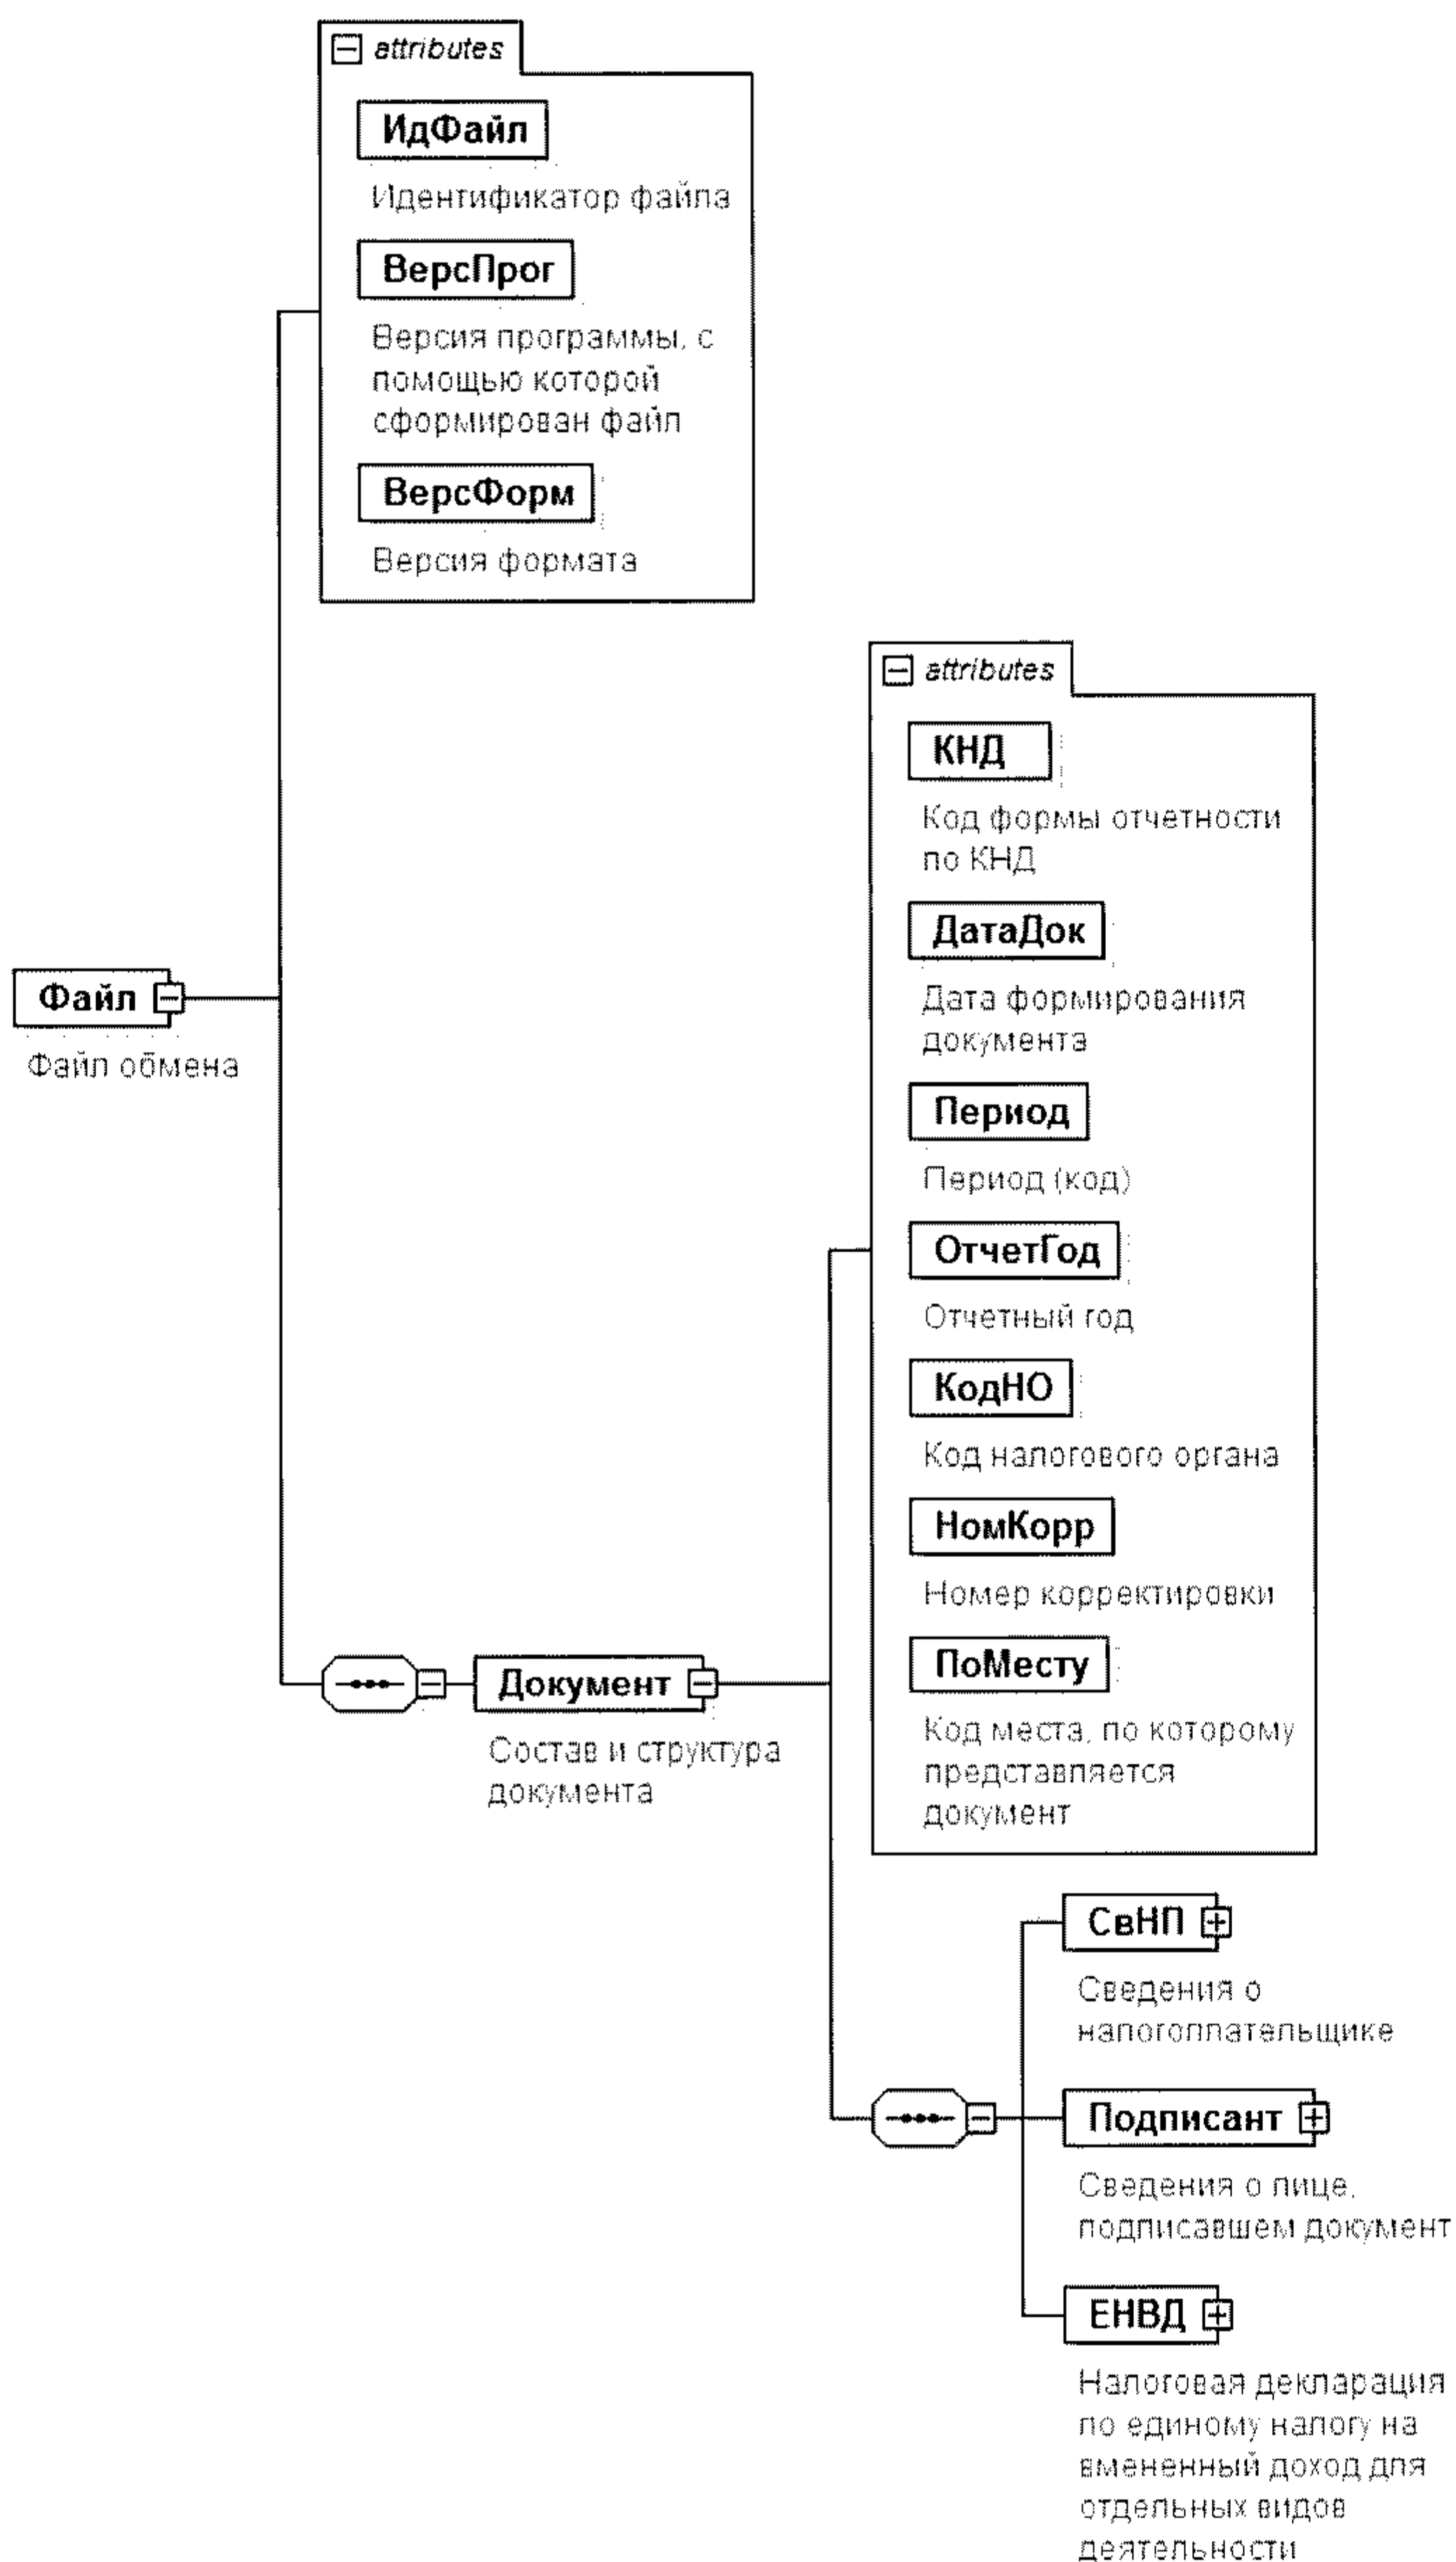 attributes
ИдФайл
Идентификатор файла
ВерсПрог
Версия программы, с
помощью которой
сформирован файл
ВерсФорм
Версия формата
Файл
Файл обмена
Документ
Состав и структура
документа
attributes
КНД
Код формы отчетности
по КНД
ДатаДок
Дата формирования
документа
Период
Период (код)
ОтчетГод
Отчетный год
КодНО
Код налогового органа
НомКорр
Номер корректировки
ПоМесту
Код места, по которому
представляется
документ
СвНП
Сведения о
налогоплательщике
Подписант
Сведения о лице,
подписавшем документ
ЕНВД
Налоговая декларация
по единому налогу на
вмененный доход для
отдельных видов
деятельности